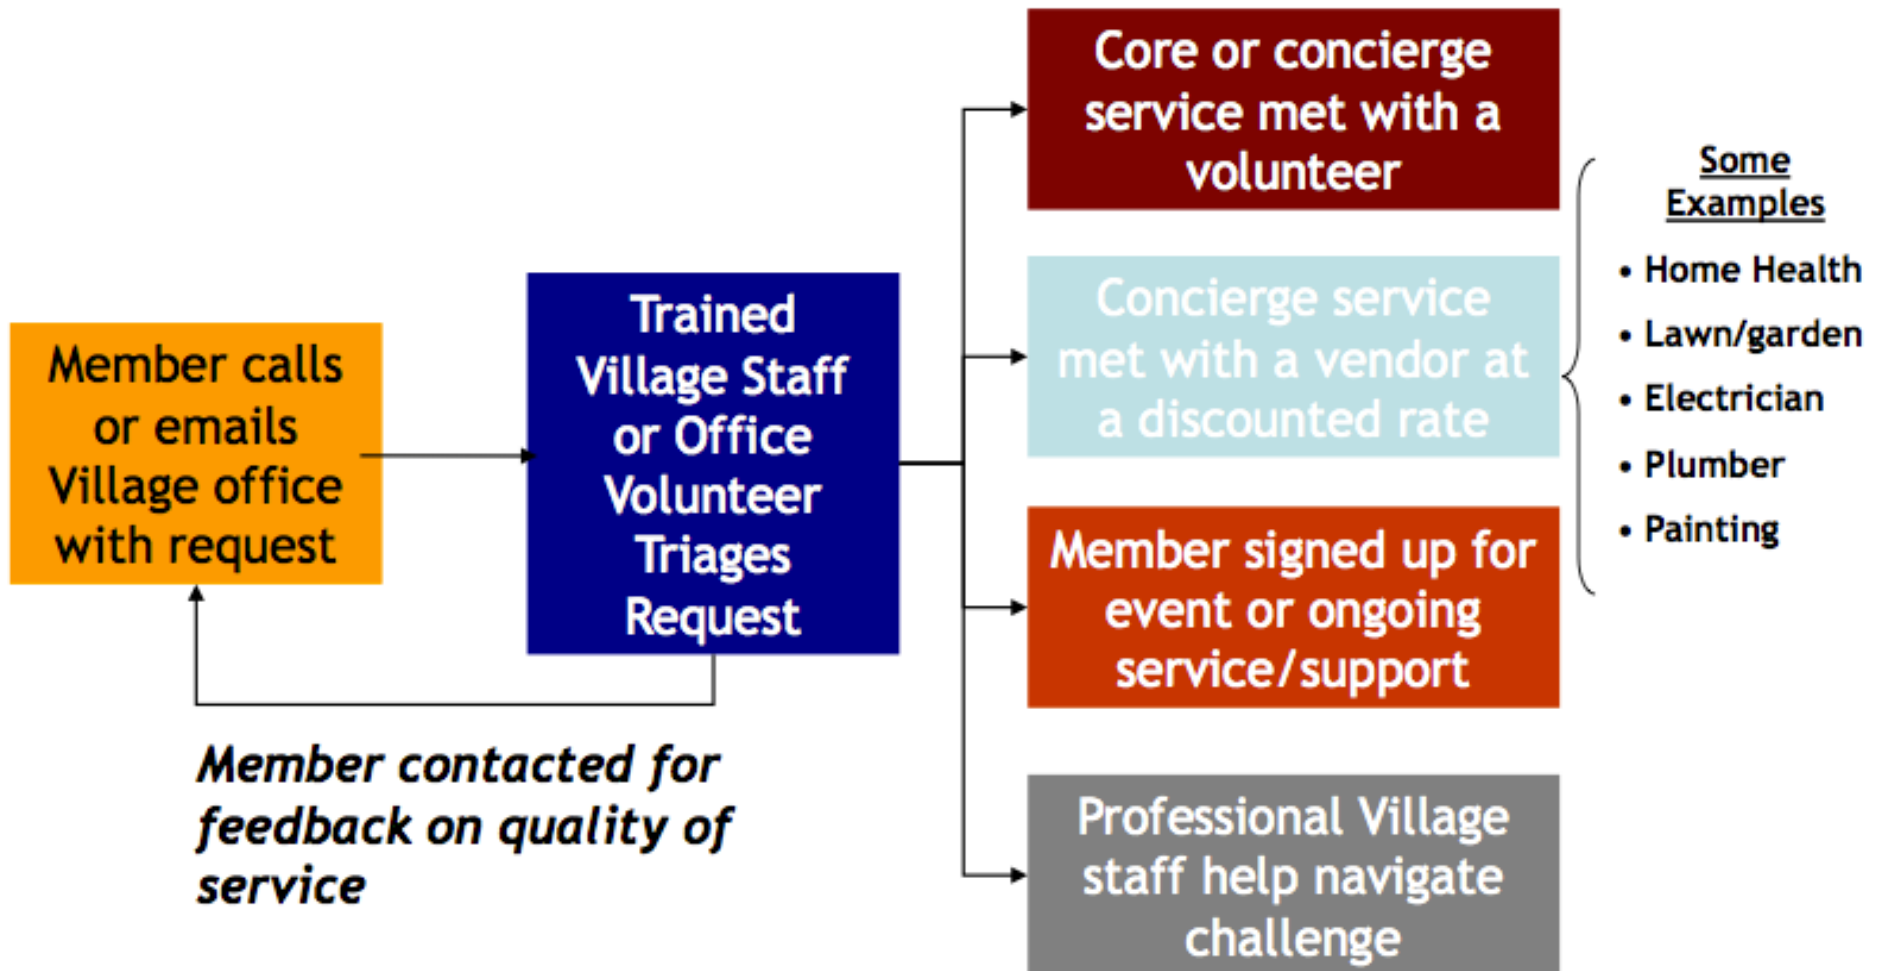 Member calls
or emails
Village office
with request
Trained
Village Staff
or Office
Volunteer
Triages
Request
Member contacted for
feedback on quality of
service
Core or concierge
service met with a
volunteer
Concierge service
met with a vendor at
a discounted rate
Member signed up for
event or ongoing
service/support
Professional Village
staff help navigate
challenge
Some
Examples
• Home Health
• Lawn/garden
• Electrician
• Plumber
• Painting